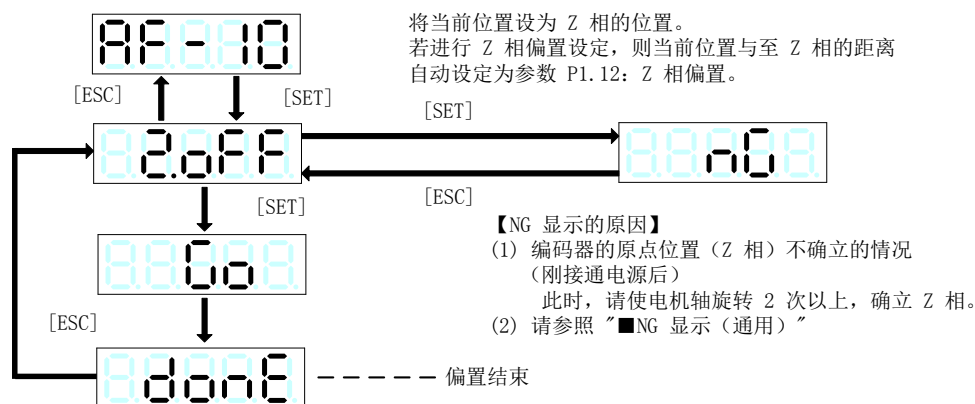 AF-10
将当前位置设为 Z 相的位置。
若进行 Z 相偏置设定，则当前位置与至 Z 相的距离
自动设定为参数 P1.12：Z 相偏置。
[ESC]
[SET]
[SET]
2.oFF
nG
[ESC]
[SET]
【NG 显示的原因】
(1) 编码器的原点位置（Z 相）不确立的情况
（刚接通电源后）
此时，请使电机轴旋转 2 次以上，确立 Z 相。
(2) 请参照 "■NG 显示（通用）"
Go
[ESC]
donE
偏置结束